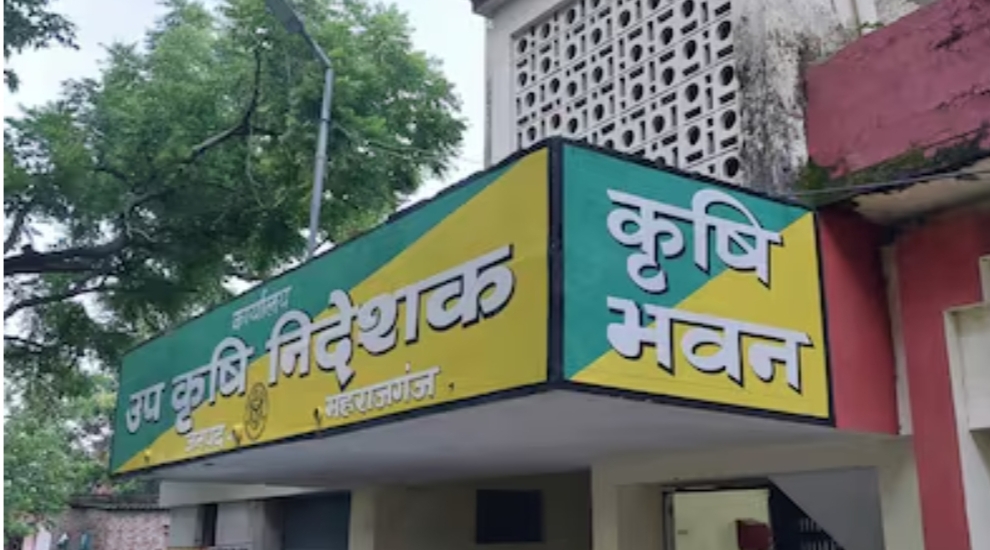 कार्यालय
उप कृषि निदेशक
जनपद महराजगंज
कृषि
भवन